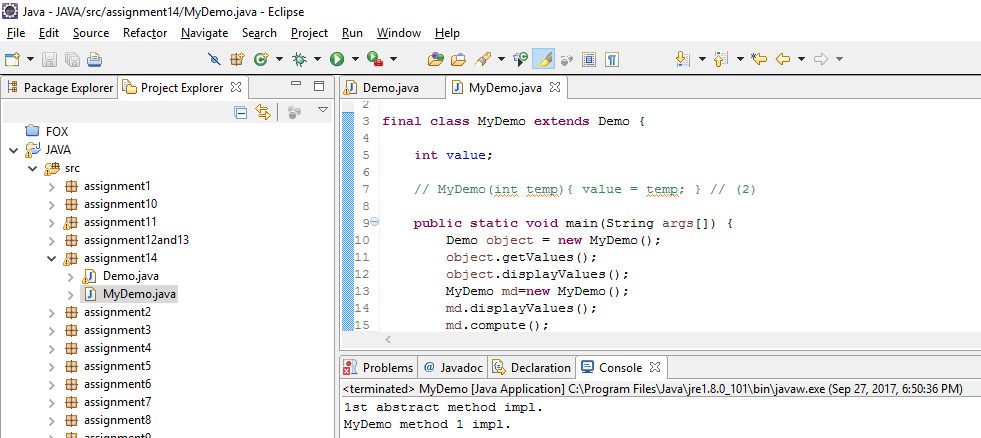 Java - JAVA/src/assignment14/MyDemo.java - Eclipse
File Edit Source Refactor Navigate Search Project Run Window Help
Package Explorer Project Explorer
FOX
JAVA
src
assignment1
assignment10
assignment11
assignment12and13
assignment14
Demo.java
MyDemo.java
assignment2
assignment3
assignment4
assignment5
assignment6
assignment7
assignment8
assignment9
Demo.java MyDemo.java
2
3 final class MyDemo extends Demo {
4
5 int value;
6
7 // MyDemo(int temp){ value = temp; } // (2)
8
9 public static void main(String args[]) {
10 Demo object = new MyDemo();
11 object.getValues();
12 object.displayValues();
13 MyDemo md=new MyDemo();
14 md.displayValues();
15 md.compute();
Problems @ Javadoc Declaration Console
<terminated> MyDemo [Java Application] C:\Program Files\Java\jre1.8.0_101\bin\javaw.exe (Sep 27, 2017, 6:50:36 PM)
1st abstract method impl.
MyDemo method 1 impl.